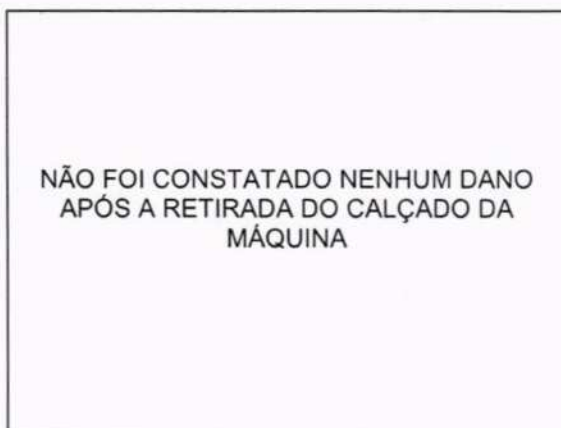 NÃO FOI CONSTATADO NENHUM DANO
APÓS A RETIRADA DO CALÇADO DA
MÁQUINA